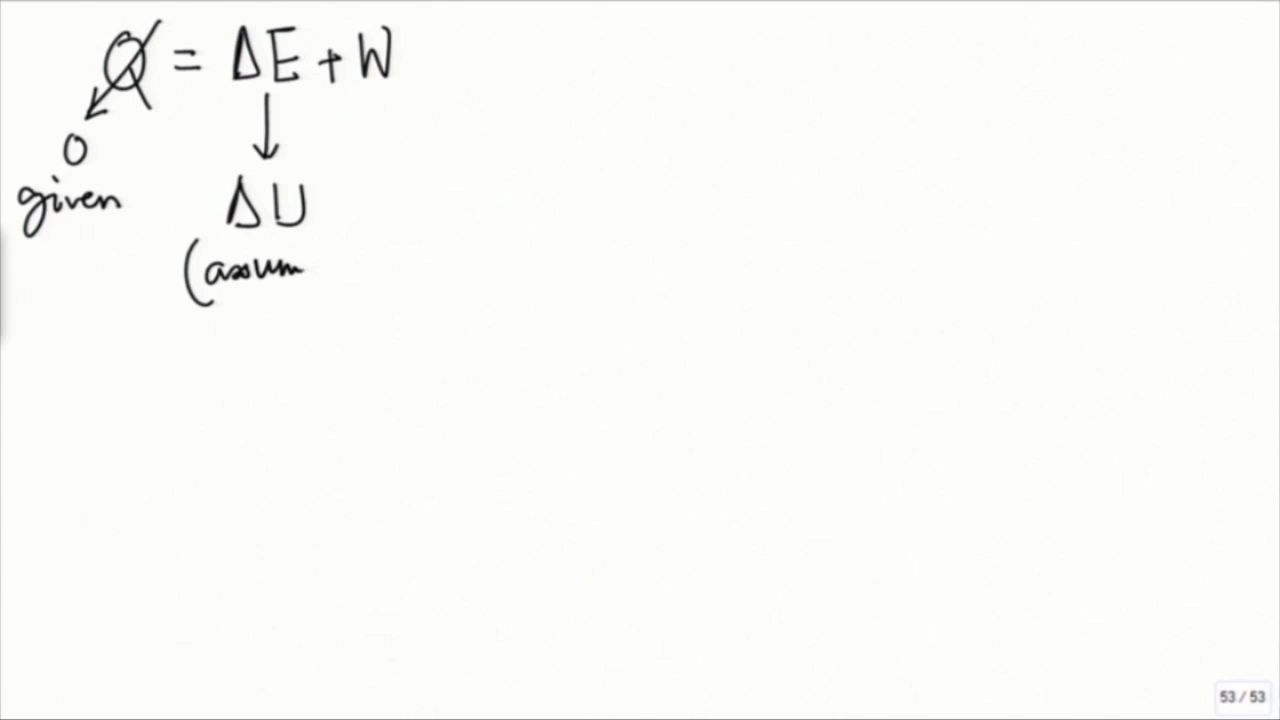 Q = ΔE + W
0
given
ΔU
(assum
53 / 53